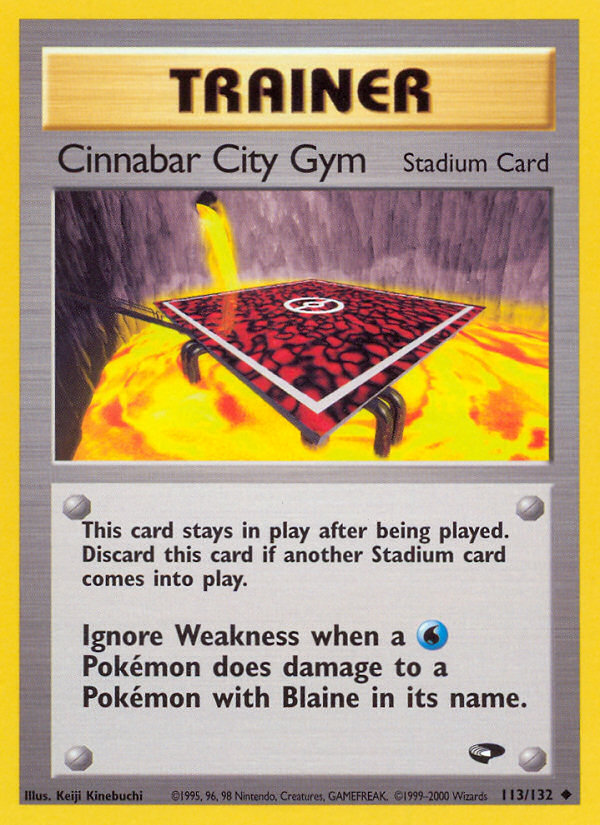 TRAINER
Cinnabar City Gym Stadium Card
This card stays in play after being played.
Discard this card if another Stadium card
comes into play.
Ignore Weakness when a
Pokémon does damage to a
Pokémon with Blaine in its name.
Illus. Keiji Kinebuchi ©1995, 96, 98 Nintendo, Creatures, GAMEFREAK. ©1999-2000 Wizards 113/132